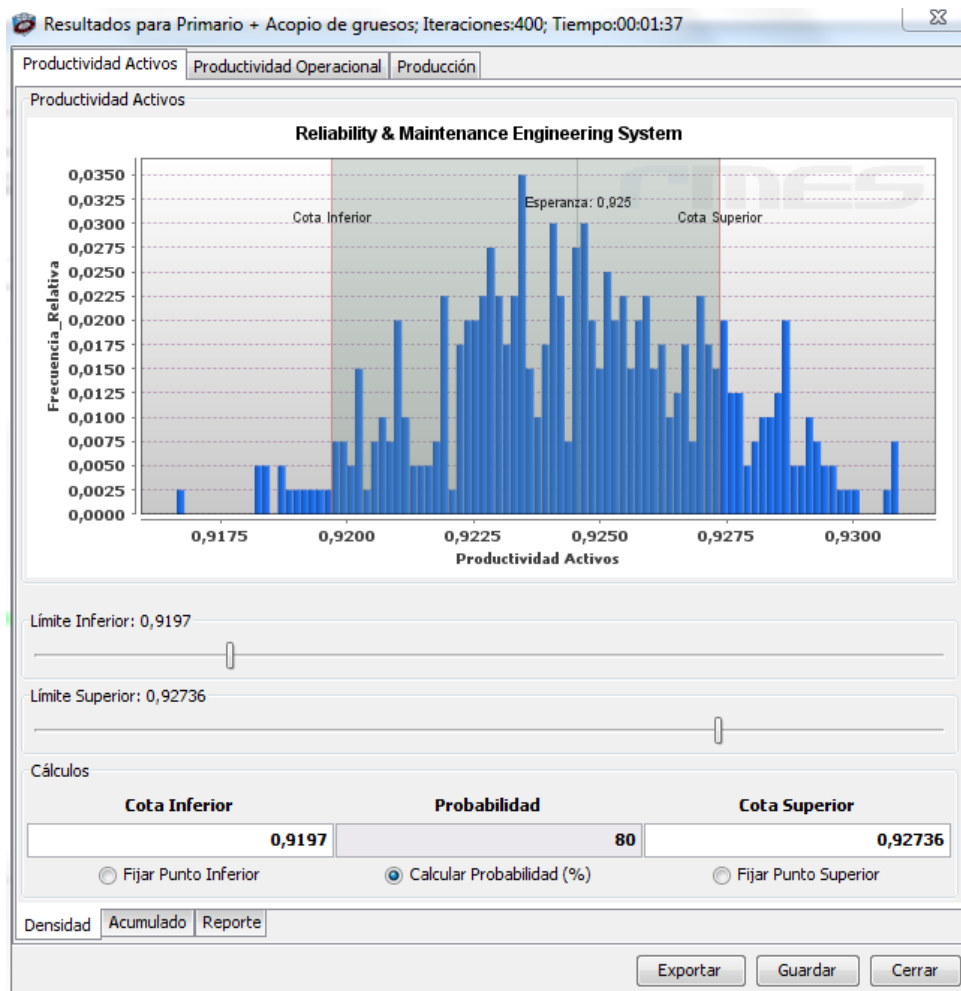 Resultados para Primario + Acopio de gruesos; Iteraciones:400; Tiempo:00:01:37
Productividad Activos Productividad Operacional Producción
Productividad Activos
Reliability & Maintenance Engineering System
rmes
0,0350
0,0325
0,0300
0,0275
0,0250
0,0225
0,0200
0,0175
0,0150
0,0125
0,0100
0,0075
0,0050
0,0025
0,0000
Frecuencia_Relativa
Esperanza: 0,925
Cota Inferior
Cota Superior
0,9175 0,9200 0,9225 0,9250 0,9275 0,9300
Productividad Activos
Límite Inferior: 0,9197
Límite Superior: 0,92736
Cálculos
Cota Inferior Probabilidad Cota Superior
0,9197 80 0,92736
Fijar Punto Inferior Calcular Probabilidad (%) Fijar Punto Superior
Densidad Acumulado Reporte
Exportar Guardar Cerrar